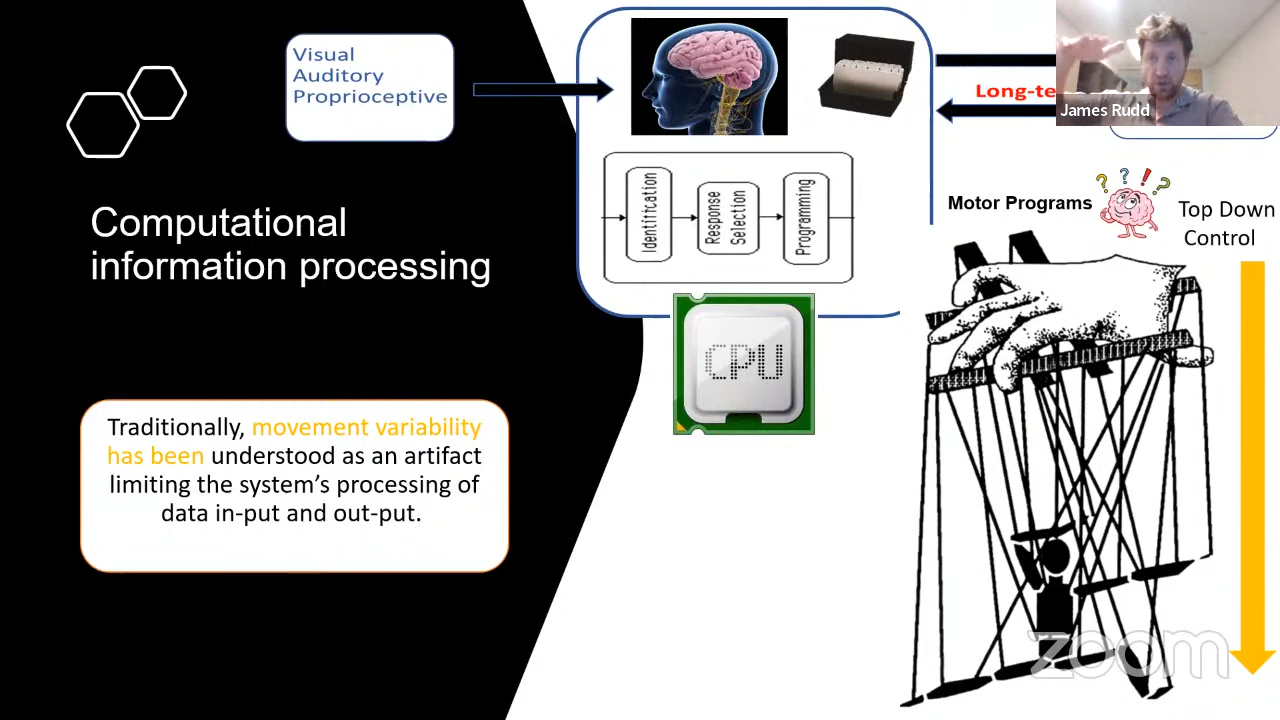 Visual
Auditory
Proprioceptive
Long-te
James Rudd
Identification
Response
Selection
Programming
Motor Programs
? ? ! ?
Top Down
Control
Computational
information processing
CPU
Traditionally, movement variability
has been understood as an artifact
limiting the system's processing of
data in-put and out-put.
zoom